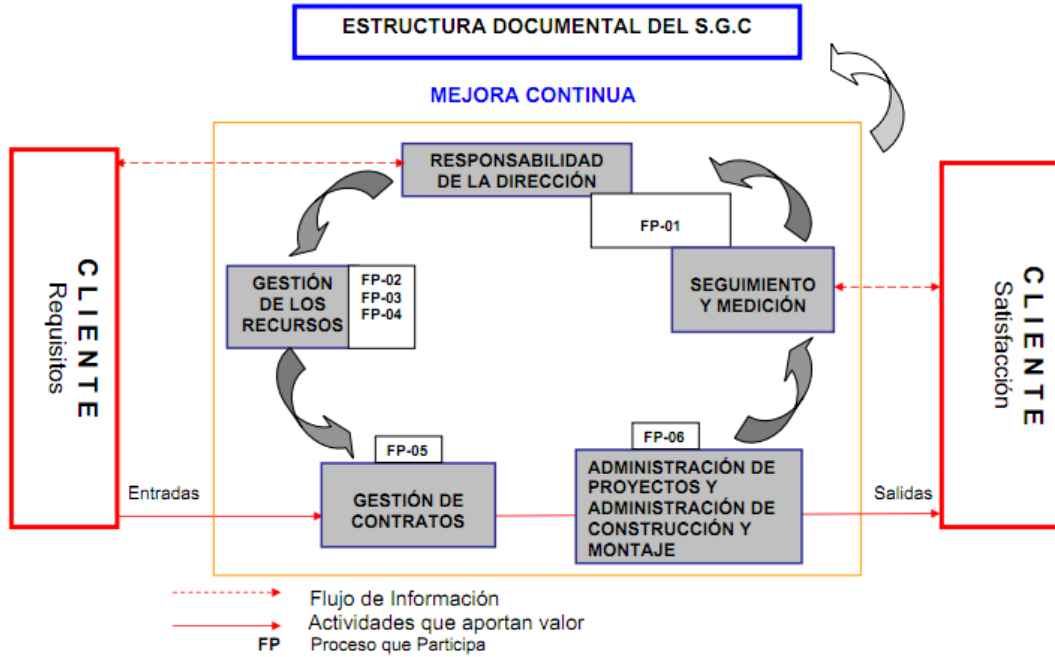 ESTRUCTURA DOCUMENTAL DEL S.G.C
MEJORA CONTINUA
RESPONSABILIDAD
DE LA DIRECCIÓN
FP-01
CLIENTE
Requisitos
GESTIÓN
DE LOS
RECURSOS
FP-02
FP-03
FP-04
SEGUIMIENTO
Y MEDICIÓN
CLIENTE
Satisfacción
FP-05
FP-06
Entradas
GESTIÓN DE
CONTRATOS
ADMINISTRACIÓN DE
PROYECTOS Y
ADMINISTRACIÓN DE
CONSTRUCCIÓN Y
MONTAJE
Salidas
Flujo de Información
Actividades que aportan valor
FP Proceso que Participa